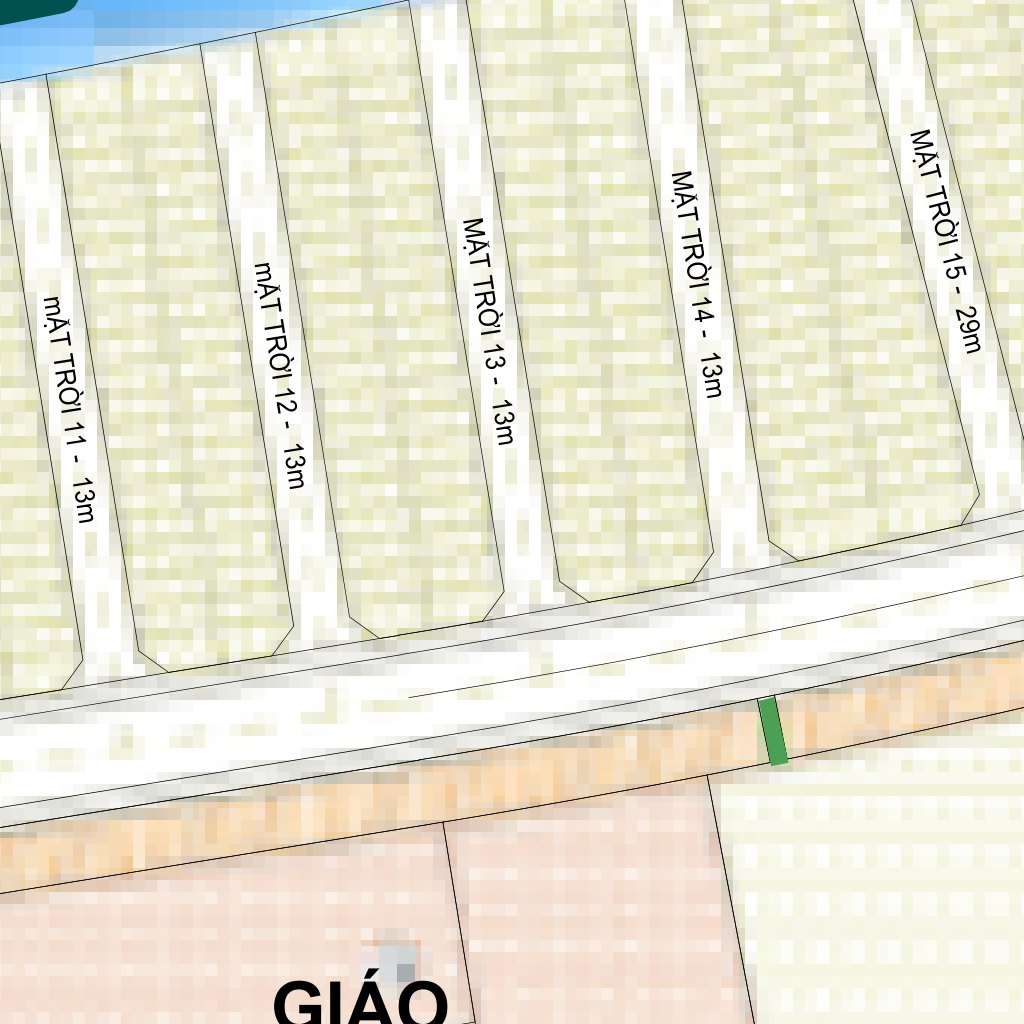 mẶT TRỜI 11 - 13m
mẶT TRỜI 12 - 13m
MẶT TRỜI 13 - 13m
MẶT TRỜI 14 - 13m
MẶT TRỜI 15 - 29m
GIÁO